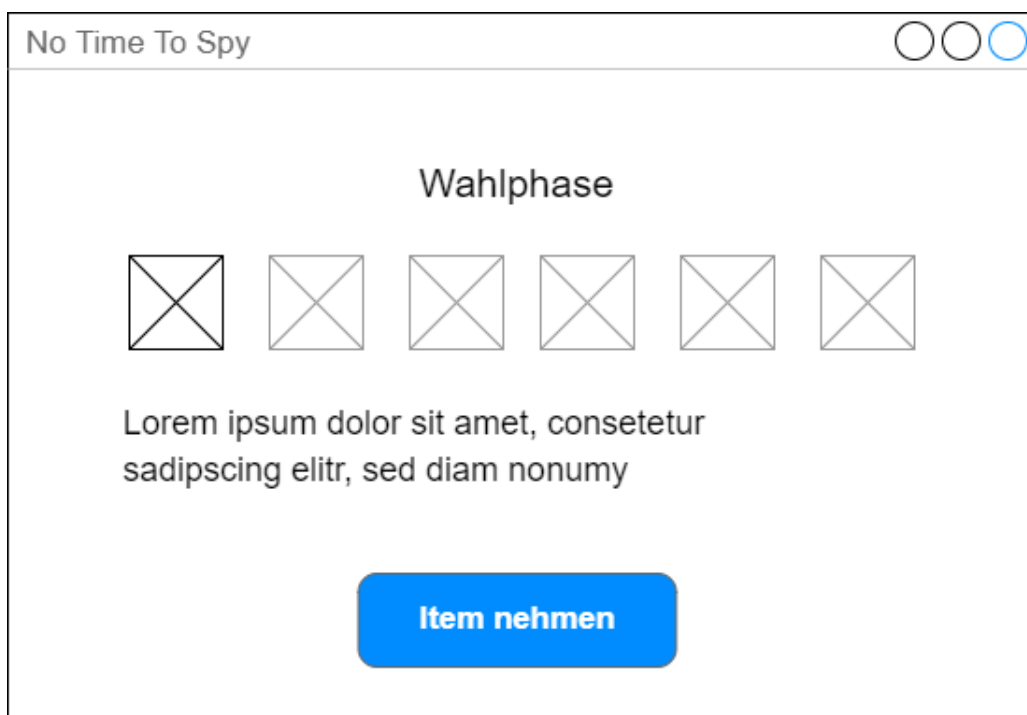 No Time To Spy
Wahlphase
Lorem ipsum dolor sit amet, consetetur
sadipscing elitr, sed diam nonumy
Item nehmen